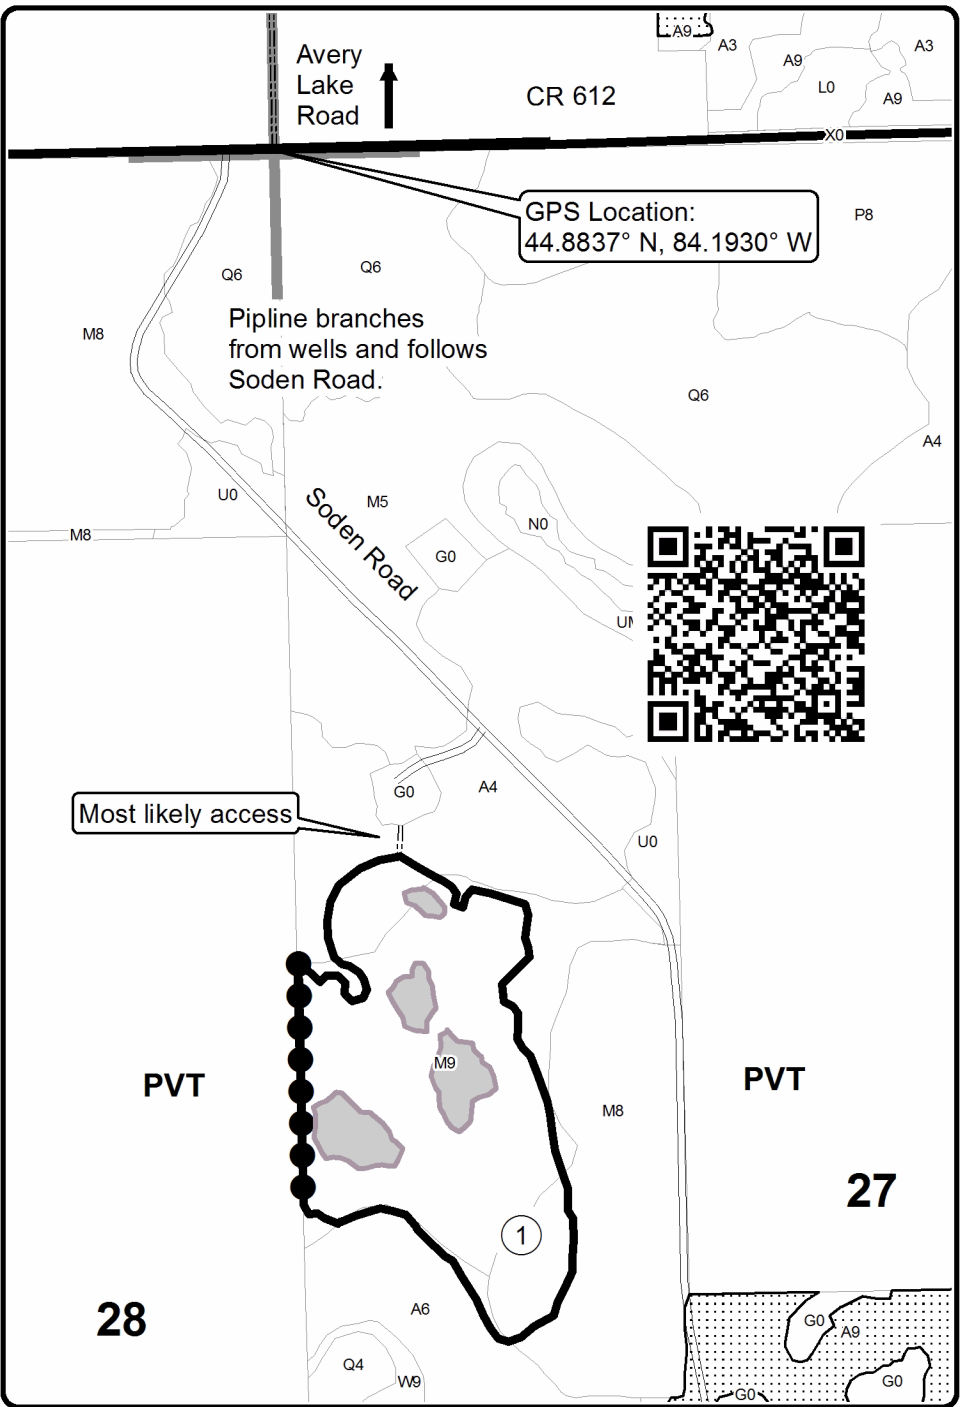 Avery
Lake
Road
CR 612
A9
A3
A9
A3
L0
A9
X0
GPS Location:
44.8837° N, 84.1930° W
P8
Q6
Q6
M8
Pipline branches
from wells and follows
Soden Road.
Q6
A4
U0
M5
Soden Road
N0
M8
G0
UN
G0
A4
Most likely access
U0
M9
PVT
PVT
M8
27
1
28
A6
G0
A9
Q4
W9
G0
G0